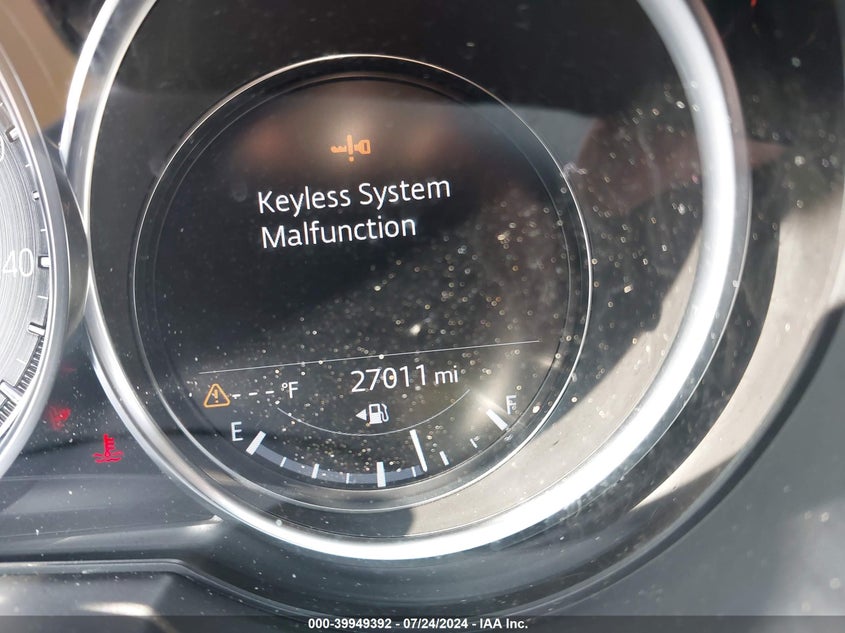 Keyless System
Malfunction
40
--- °F
27011 mi
E
F
000-39949392 - 07/24/2024 - IAA Inc.